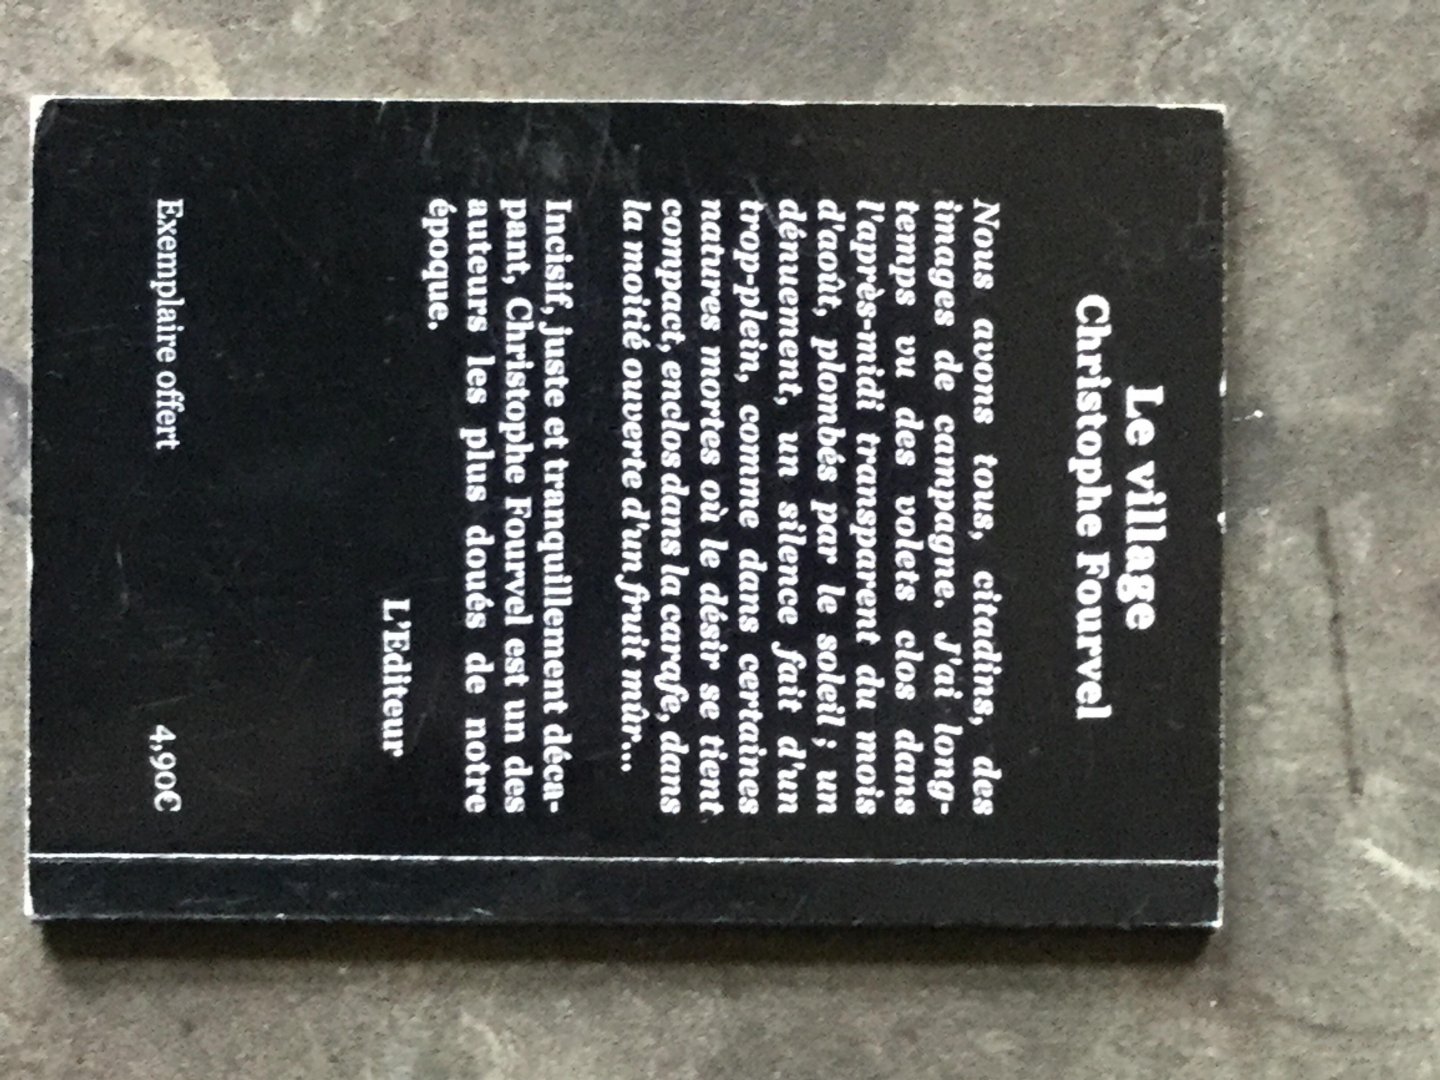 Le village
Christophe Fourvel
Nous avons tous, citadins, des
images de campagne. J'ai long-
temps vu des volets clos dans
l'après-midi transparent du mois
d'août, plombés par le soleil ; un
dénuement, un silence fait d'un
trop-plein, comme dans certaines
natures mortes où le désir se tient
compact, enclos dans la carafe, dans
la moitié ouverte d'un fruit mûr...
Incisif, juste et tranquillement déca-
pant, Christophe Fourvel est un des
auteurs les plus doués de notre
époque.
L'Editeur
Exemplaire offert 4,90€